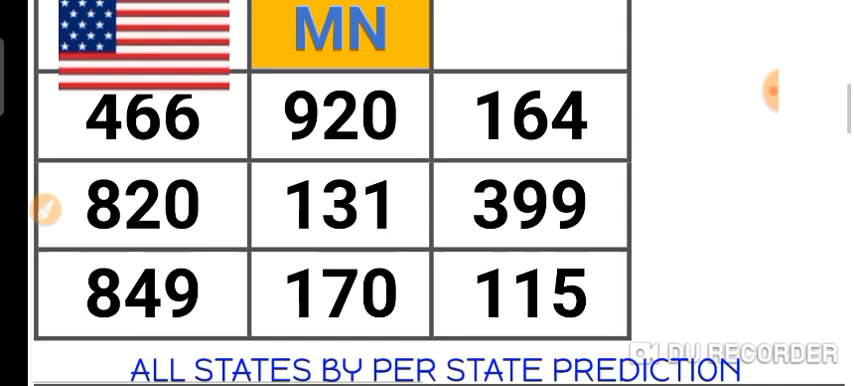 MN
466 920 164
820 131 399
849 170 115
DU RECORDER
ALL STATES BY PER STATE PREDICTION